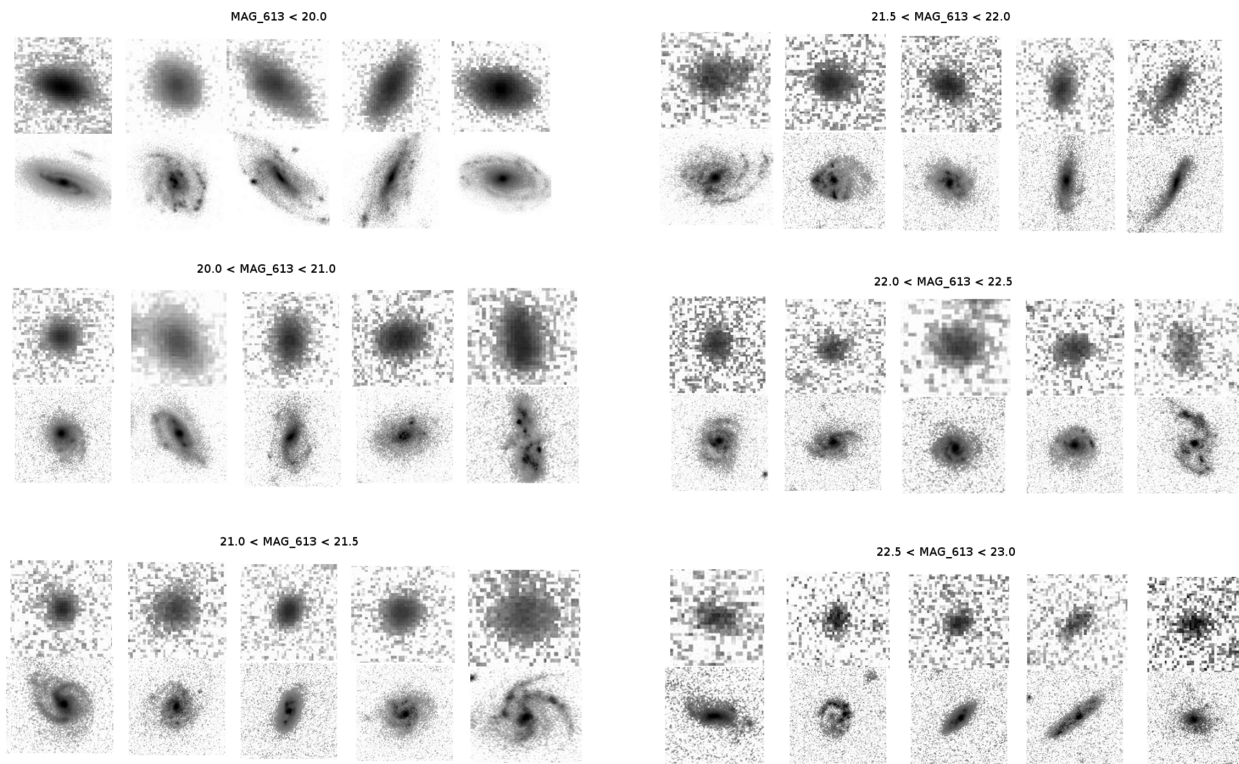 MAG_613 < 20.0
20.0 < MAG_613 < 21.0
21.0 < MAG_613 < 21.5
21.5 < MAG_613 < 22.0
22.0 < MAG_613 < 22.5
22.5 < MAG_613 < 23.0